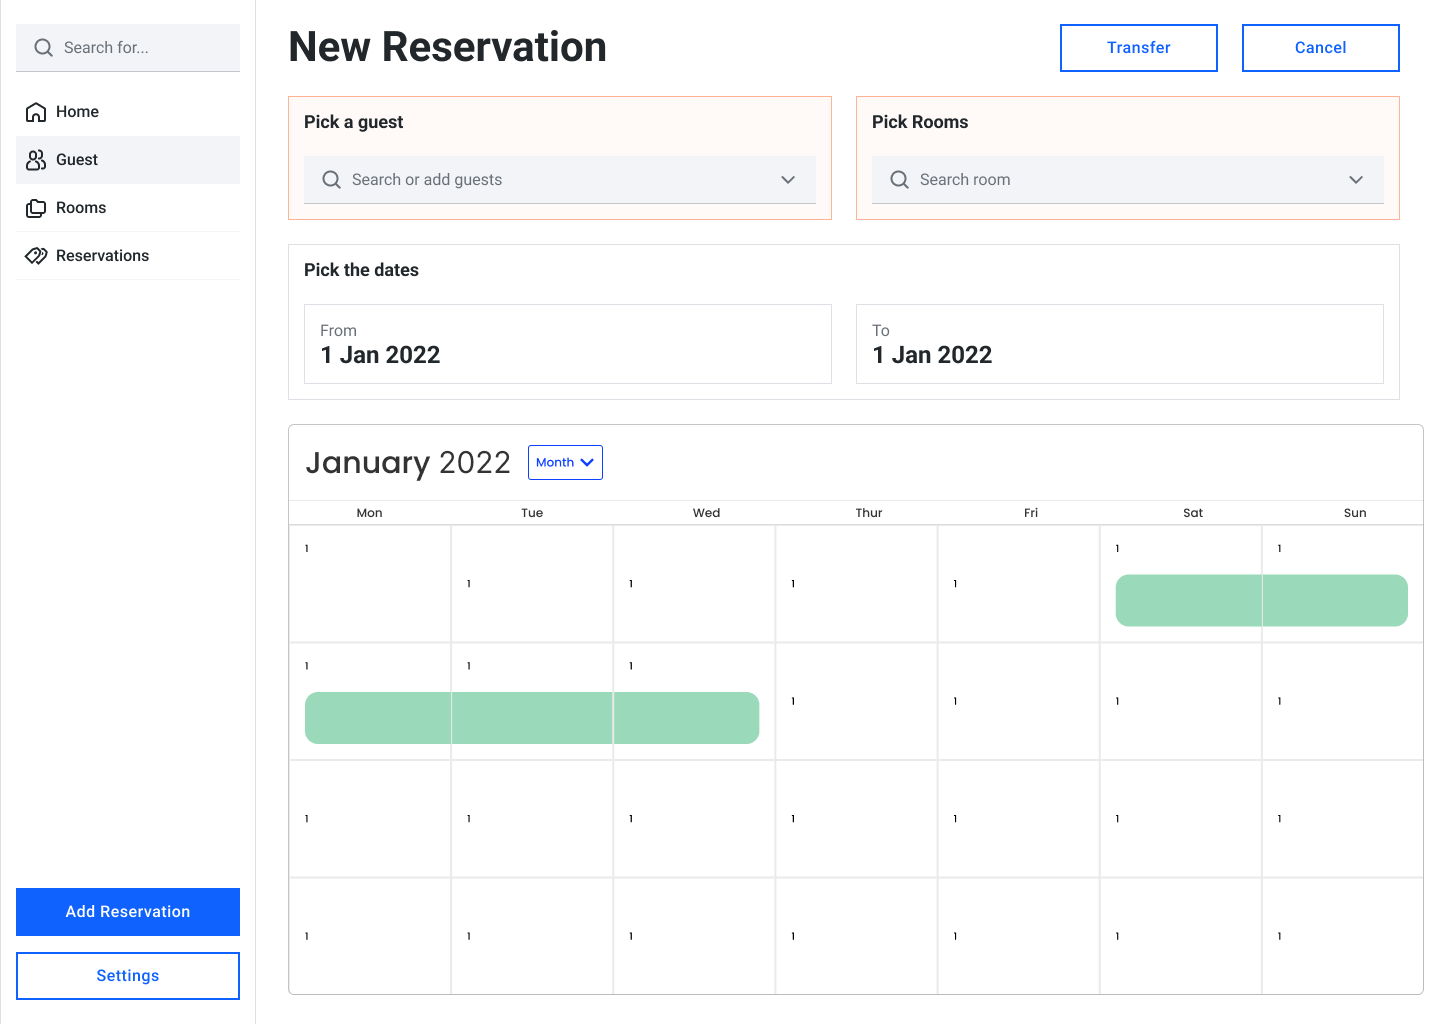 Search for...
Home
Guest
Rooms
Reservations
Add Reservation
Settings
New Reservation
Transfer
Cancel
Pick a guest
Search or add guests
Pick Rooms
Search room
Pick the dates
From
1 Jan 2022
To
1 Jan 2022
January 2022
Month
Mon Tue Wed Thur Fri Sat Sun
1 1 1 1 1 1 1
1 1 1 1 1 1 1
1 1 1 1 1 1 1
1 1 1 1 1 1 1